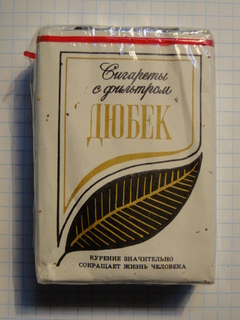 Сигареты
с фильтром
ДЮБЕК
КУРЕНИЕ ЗНАЧИТЕЛЬНО
СОКРАЩАЕТ ЖИЗНЬ ЧЕЛОВЕКА